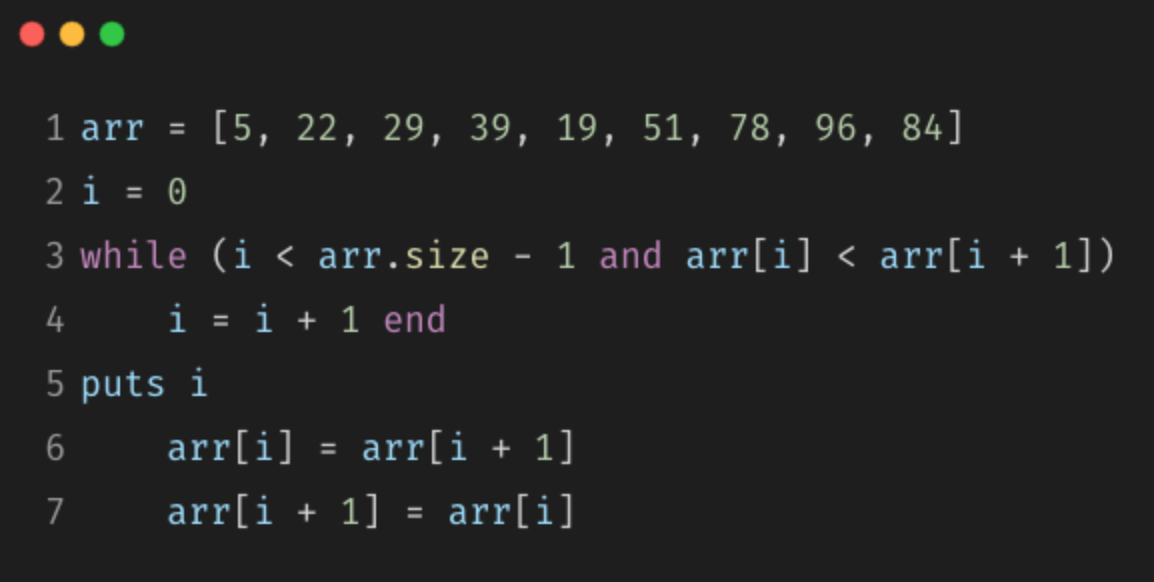 1 arr = [5, 22, 29, 39, 19, 51, 78, 96, 84]
2 i = 0
3 while (i < arr.size - 1 and arr[i] < arr[i + 1])
4     i = i + 1 end
5 puts i
6     arr[i] = arr[i + 1]
7     arr[i + 1] = arr[i]